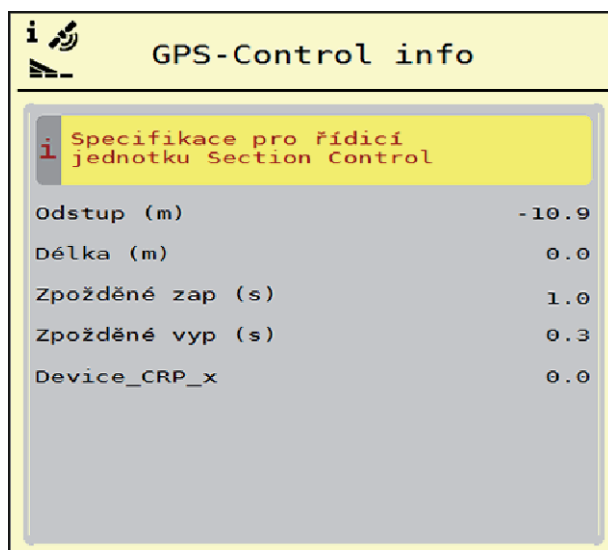 i
GPS-Control info
i
Specifikace pro řídicí
jednotku Section Control
Odstup (m) -10.9
Délka (m) 0.0
Zpožděné zap (s) 1.0
Zpožděné vyp (s) 0.3
Device_CRP_x 0.0